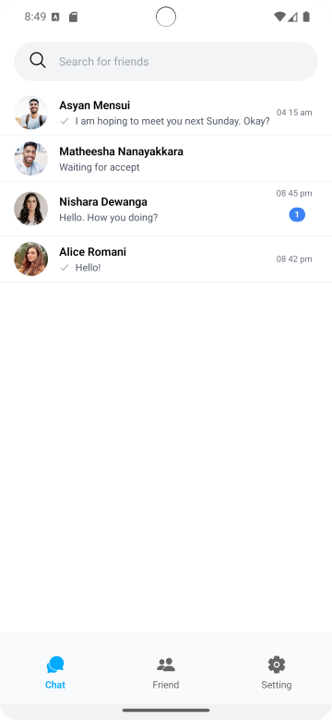 8:49
Search for friends
Asyan Mensui
04 15 am
I am hoping to meet you next Sunday. Okay?
Matheesha Nanayakkara
Waiting for accept
08 45 pm
Nishara Dewanga
Hello. How you doing?
1
Alice Romani
08 42 pm
Hello!
Chat
Friend
Setting